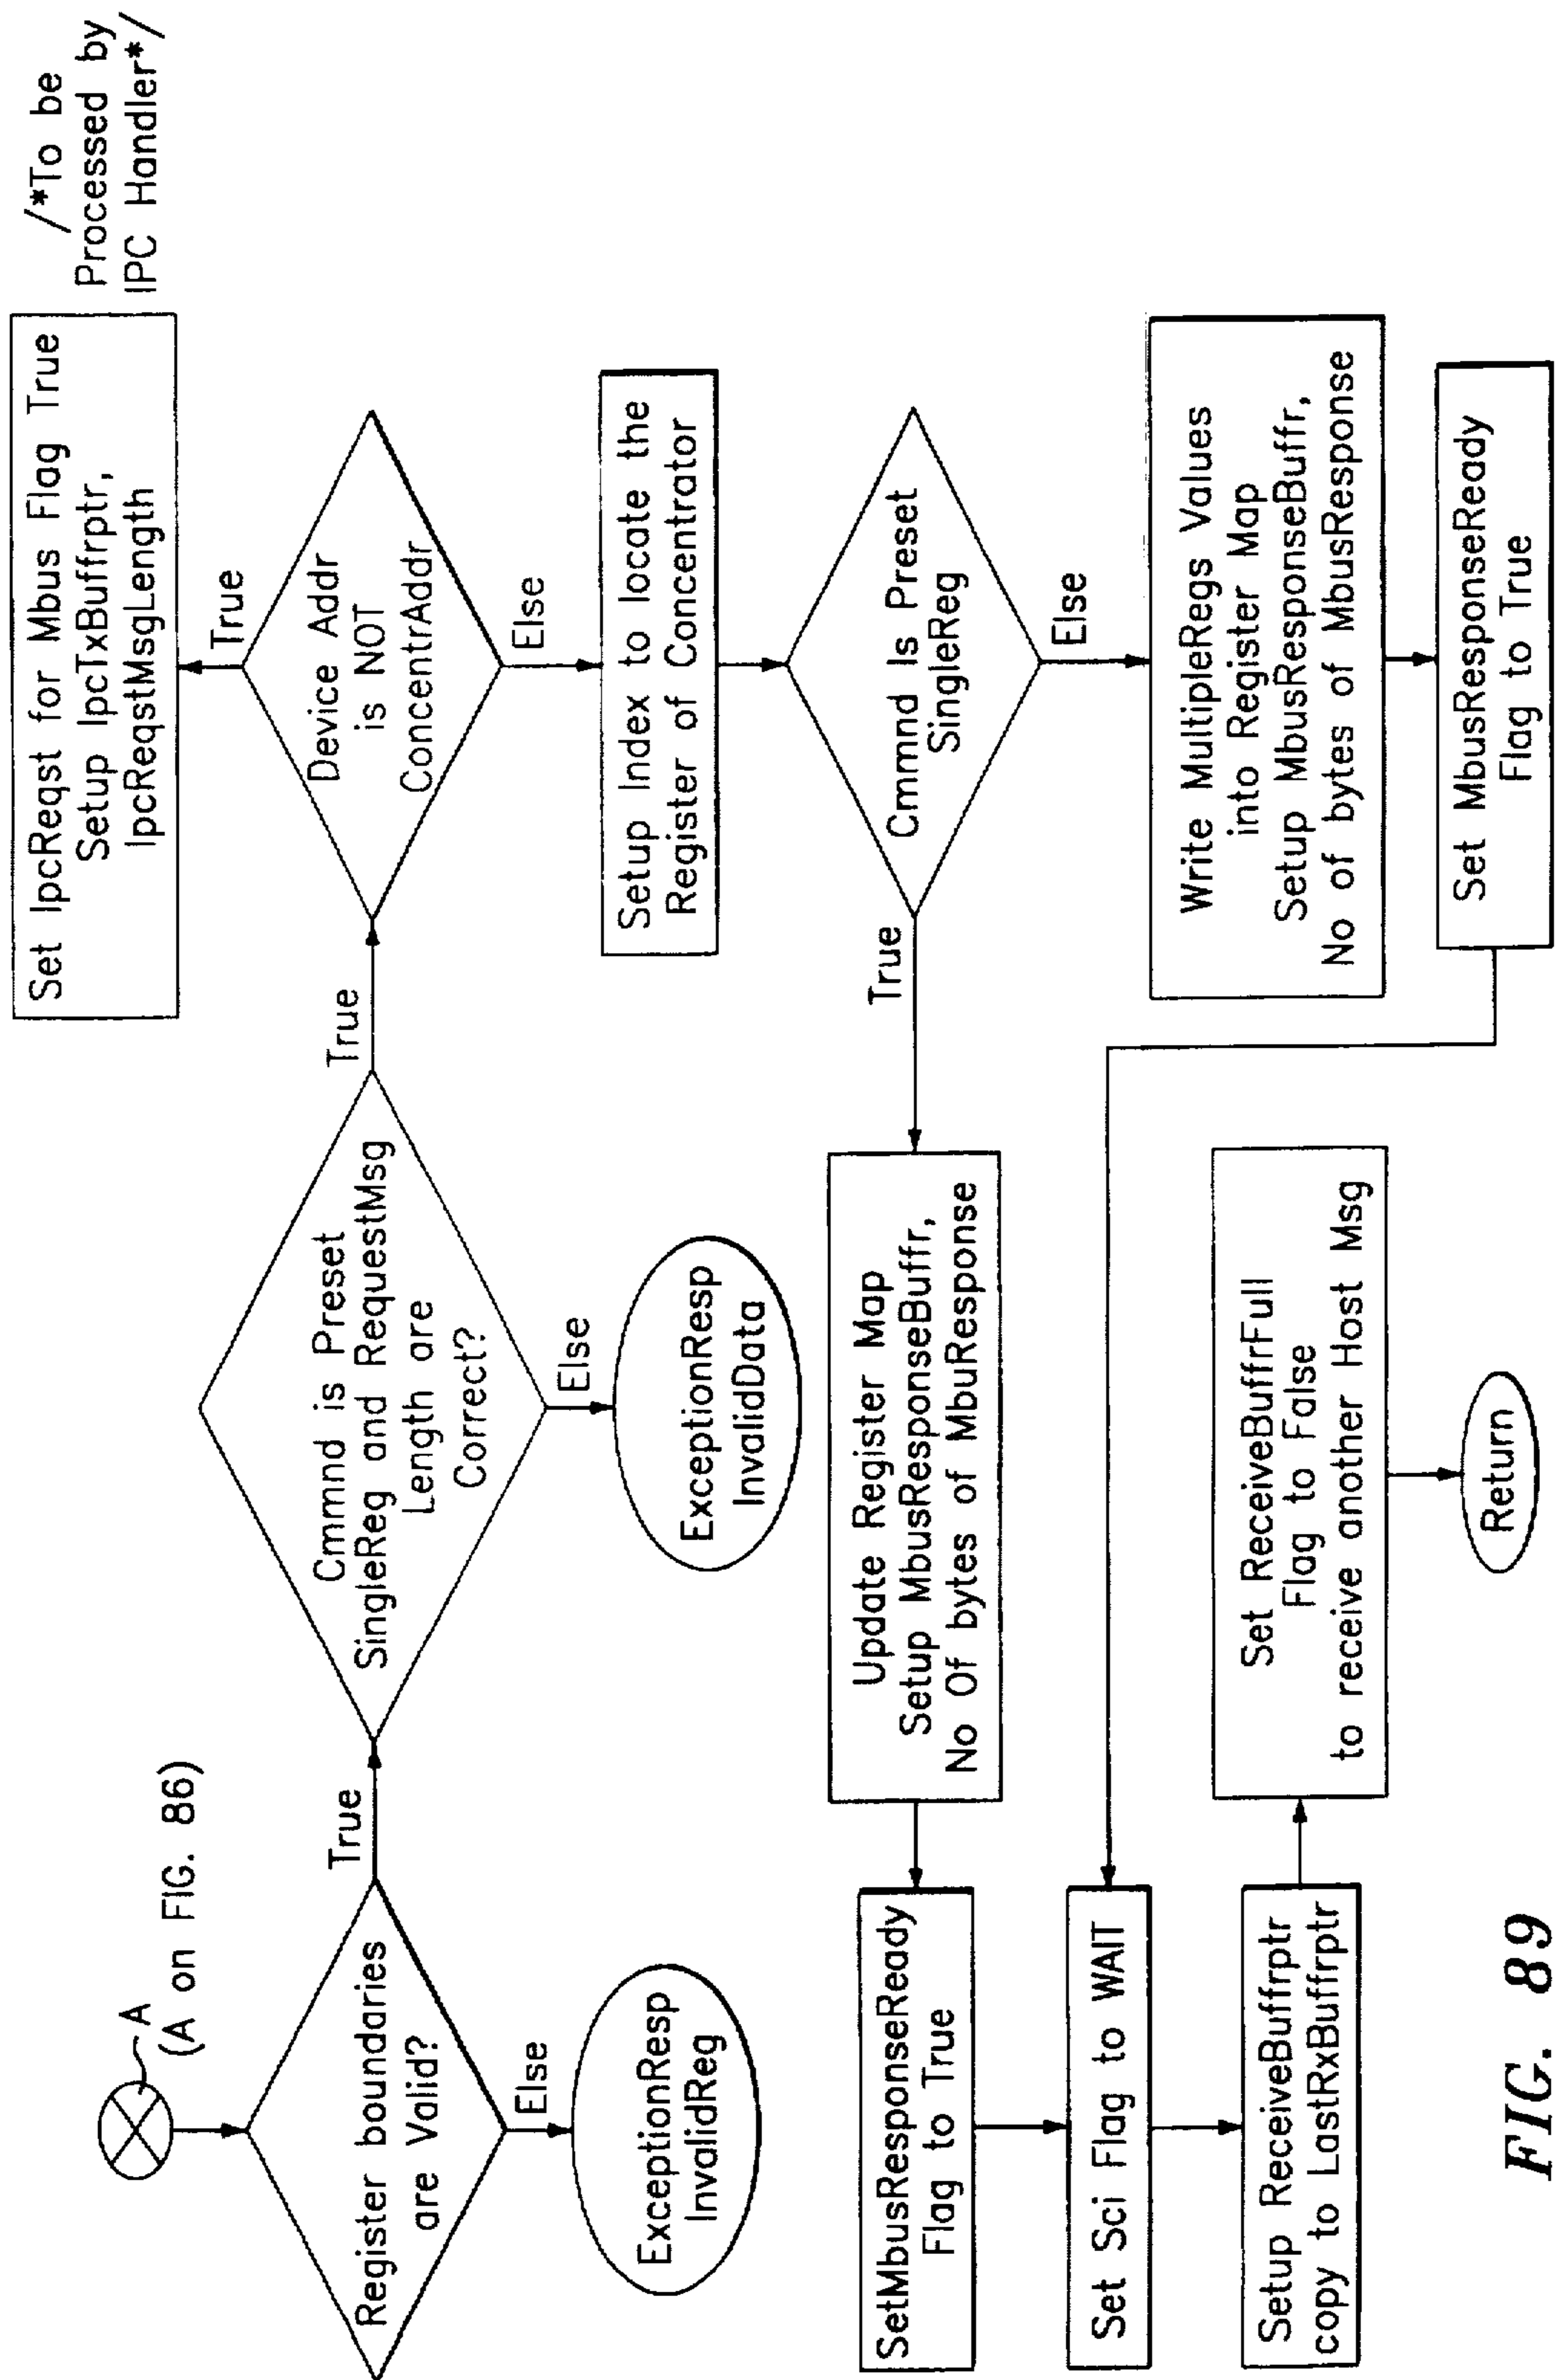 A
(A on FIG. 86)
Register boundaries
are Valid?
True
Else
ExceptionResp
InvalidReg
Cmmnd is Preset
SingleReg and RequestMsg
Length are
Correct?
True
Else
ExceptionResp
InvalidData
Device Addr
is NOT
ConcentrAddr
True
Else
Set IpcReqst for Mbus Flag True
Setup IpcTxBuffrptr,
IpcReqstMsgLength
/*To be
Processed by
IPC Handler*/
Setup Index to locate the
Register of Concentrator
Cmmnd Is Preset
SingleReg
True
Else
Update Register Map
Setup MbusResponseBuffr,
No Of bytes of MbuResponse
Write MultipleRegs Values
into Register Map
Setup MbusResponseBuffr,
No of bytes of MbusResponse
Set MbusResponseReady
Flag to True
SetMbusResponseReady
Flag to True
Set Sci Flag to WAIT
Setup ReceiveBuffrptr
copy to LastRxBuffrptr
Set ReceiveBuffrFull
Flag to False
to receive another Host Msg
Return
FIG. 89